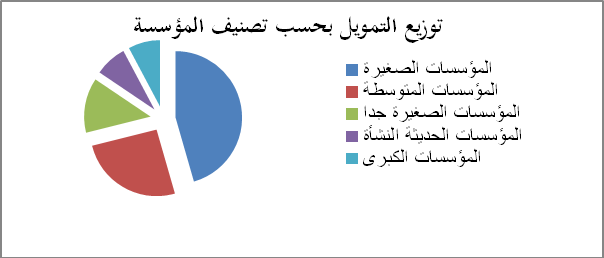 توزيع التمويل بحسب تصنيف المؤسسة
المؤسسات الصغيرة
المؤسسات المتوسطة
المؤسسات الصغيرة جدا
المؤسسات الحديثة النشأة
المؤسسات الكبرى